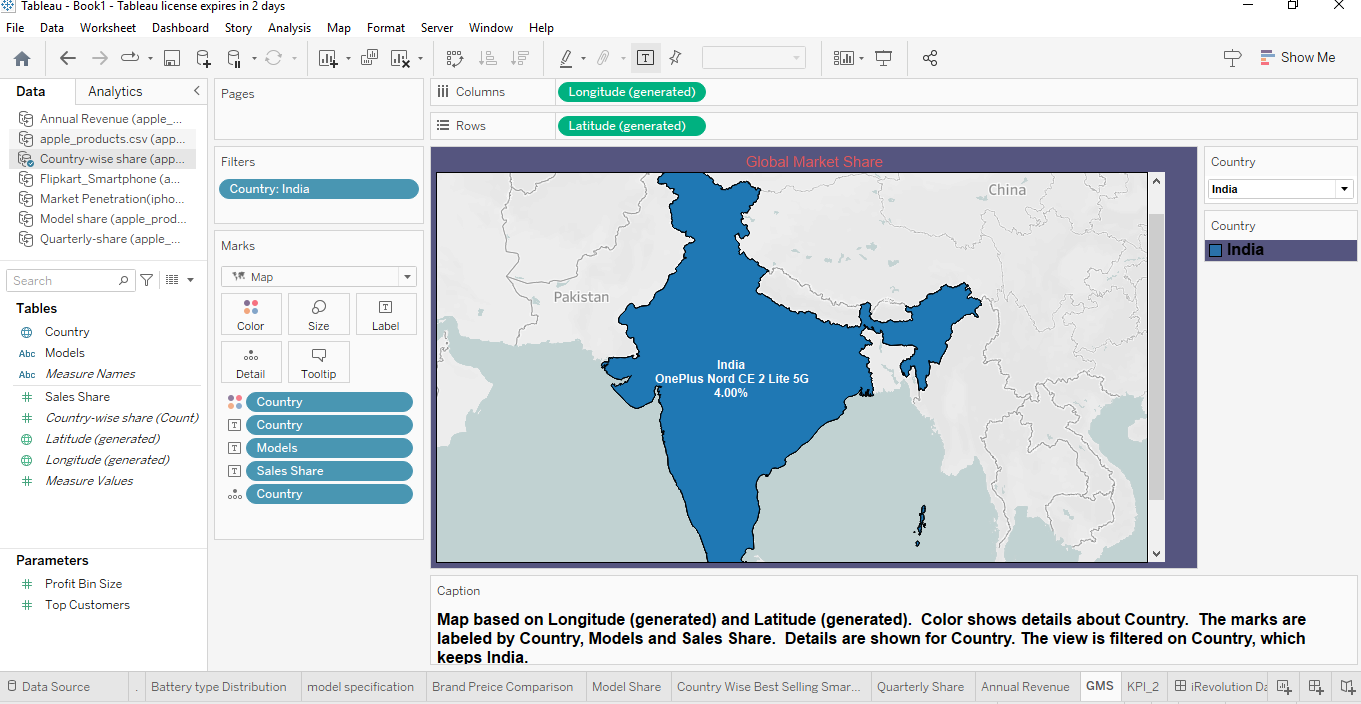 Tableau - Book1 - Tableau license expires in 2 days
File Data Worksheet Dashboard Story Analysis Map Format Server Window Help
Show Me
Data Analytics
Annual Revenue (apple_...
apple_products.csv (app...
Country-wise share (app...
Flipkart_Smartphone (a...
Market Penetration(ipho...
Model share (apple_prod...
Quarterly-share (apple_...
Search
Tables
Country
Abc Models
Abc Measure Names
# Sales Share
# Country-wise share (Count)
Latitude (generated)
Longitude (generated)
# Measure Values
Parameters
# Profit Bin Size
# Top Customers
Pages
Filters
Country: India
Marks
Map
Color Size Label
Detail Tooltip
Country
Country
Models
Sales Share
Country
Columns Longitude (generated)
Rows Latitude (generated)
Global Market Share
China
Pakistan
India
OnePlus Nord CE 2 Lite 5G
4.00%
Country
India
Country
India
Caption
Map based on Longitude (generated) and Latitude (generated).  Color shows details about Country.  The marks are
labeled by Country, Models and Sales Share.  Details are shown for Country. The view is filtered on Country, which
keeps India.
Data Source . Battery type Distribution model specification Brand Preice Comparison Model Share Country Wise Best Selling Smar... Quarterly Share Annual Revenue GMS KPI_2 iRevolution Da